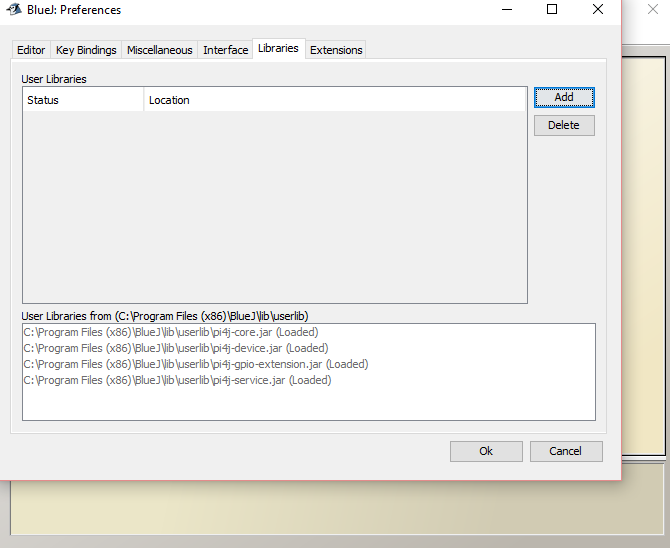 BlueJ: Preferences
Editor Key Bindings Miscellaneous Interface Libraries Extensions
User Libraries
Status Location
Add
Delete
User Libraries from (C:\Program Files (x86)\BlueJ\lib\userlib)
C:\Program Files (x86)\BlueJ\lib\userlib\pi4j-core.jar (Loaded)
C:\Program Files (x86)\BlueJ\lib\userlib\pi4j-device.jar (Loaded)
C:\Program Files (x86)\BlueJ\lib\userlib\pi4j-gpio-extension.jar (Loaded)
C:\Program Files (x86)\BlueJ\lib\userlib\pi4j-service.jar (Loaded)
Ok Cancel